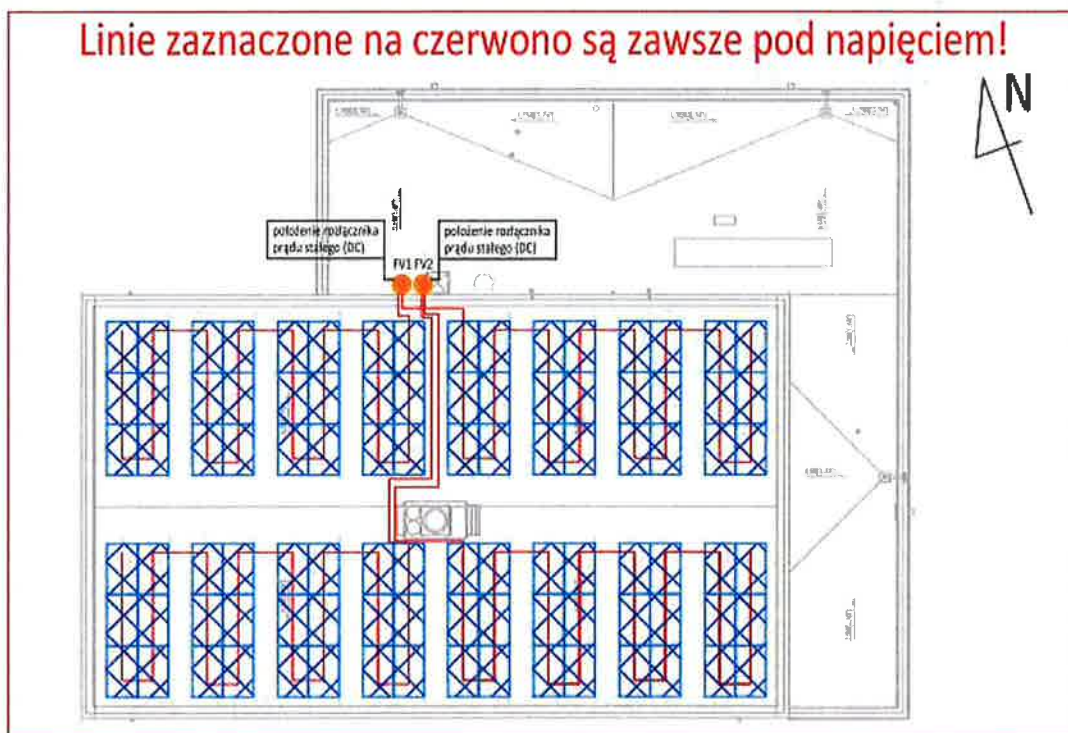 Linie zaznaczone na czerwono są zawsze pod napięciem!
N
położenie rozłącznika
prądu stałego (DC)
położenie rozłącznika
prądu stałego (DC)
FV1 FV2